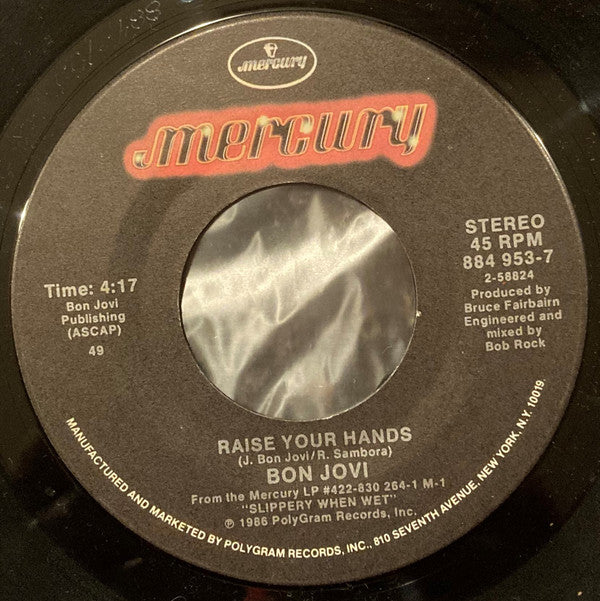 mercury
mercury
STEREO
45 RPM
884 953-7
2-58824
Produced by
Bruce Fairbairn
Engineered and
mixed by
Bob Rock
Time: 4:17
Bon Jovi
Publishing
(ASCAP)
49
RAISE YOUR HANDS
(J. Bon Jovi/R. Sambora)
BON JOVI
From the Mercury LP #422-830 264-1 M-1
"SLIPPERY WHEN WET"
℗ 1986 PolyGram Records, Inc.
MANUFACTURED AND MARKETED BY POLYGRAM RECORDS, INC., 810 SEVENTH AVENUE, NEW YORK, N.Y. 10019